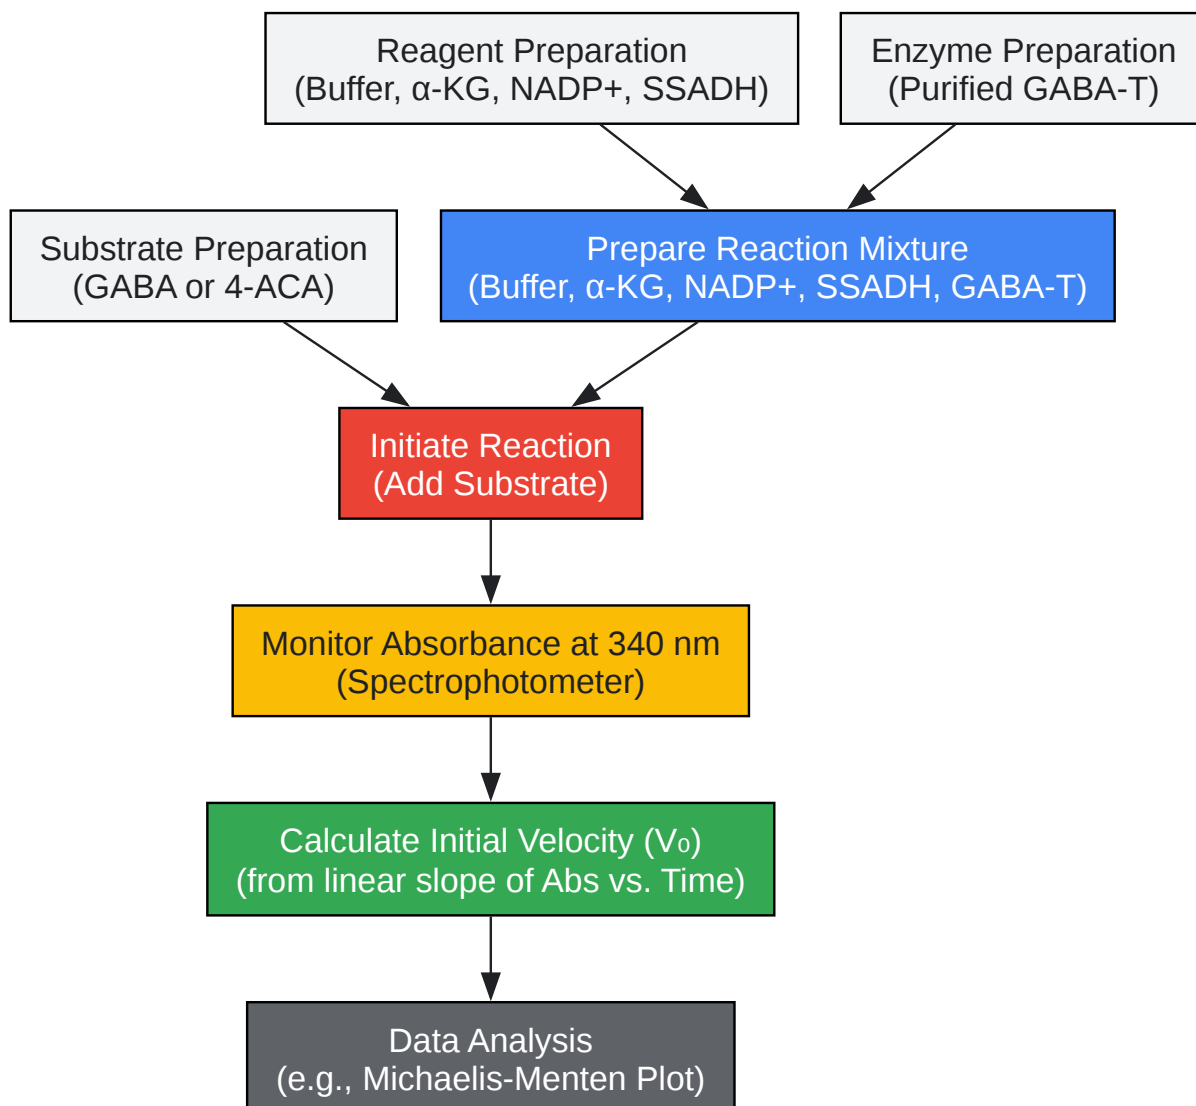 Reagent Preparation
(Buffer, α-KG, NADP+, SSADH)
Enzyme Preparation
(Purified GABA-T)
Substrate Preparation
(GABA or 4-ACA)
Prepare Reaction Mixture
(Buffer, α-KG, NADP+, SSADH, GABA-T)
Initiate Reaction
(Add Substrate)
Monitor Absorbance at 340 nm
(Spectrophotometer)
Calculate Initial Velocity (V₀)
(from linear slope of Abs vs. Time)
Data Analysis
(e.g., Michaelis-Menten Plot)